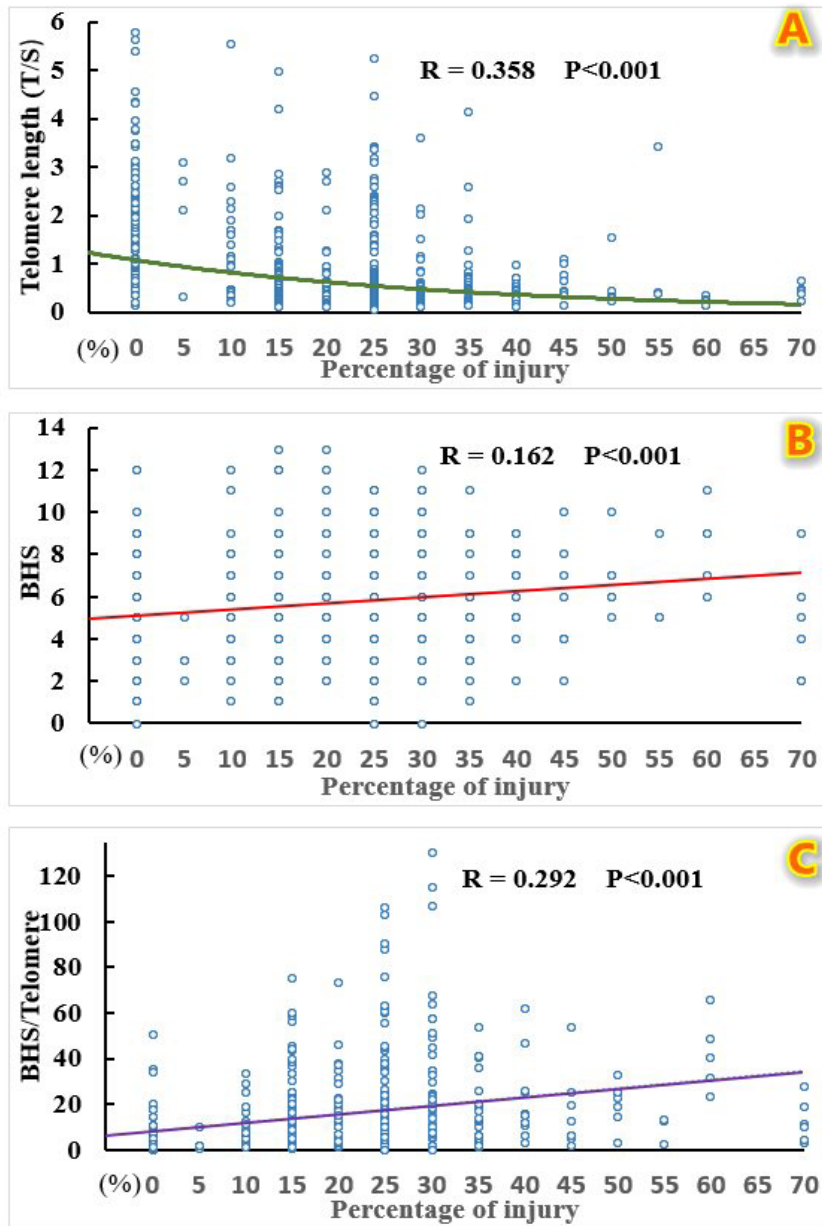 A
R = 0.358 P<0.001
Telomere length (T/S)
6
5
4
3
2
1
0
(%) 0 5 10 15 20 25 30 35 40 45 50 55 60 70
Percentage of injury
B
R = 0.162 P<0.001
BHS
14
12
10
8
6
4
2
0
(%) 0 5 10 15 20 25 30 35 40 45 50 55 60 70
Percentage of injury
C
R = 0.292 P<0.001
BHS/Telomere
120
100
80
60
40
20
0
(%) 0 5 10 15 20 25 30 35 40 45 50 55 60 70
Percentage of injury